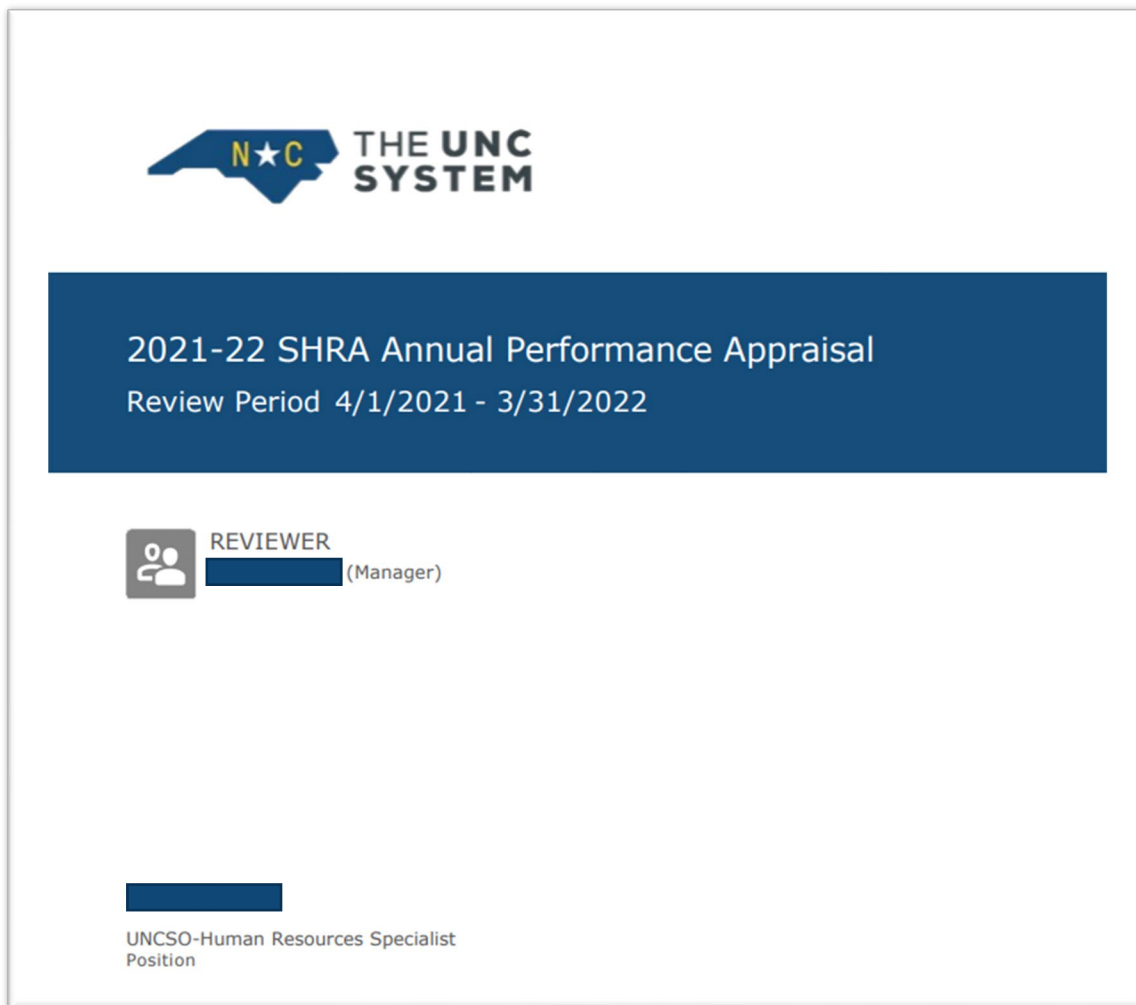 N★C THE UNC
SYSTEM
2021-22 SHRA Annual Performance Appraisal
Review Period 4/1/2021 - 3/31/2022
REVIEWER
(Manager)
UNCSO-Human Resources Specialist
Position